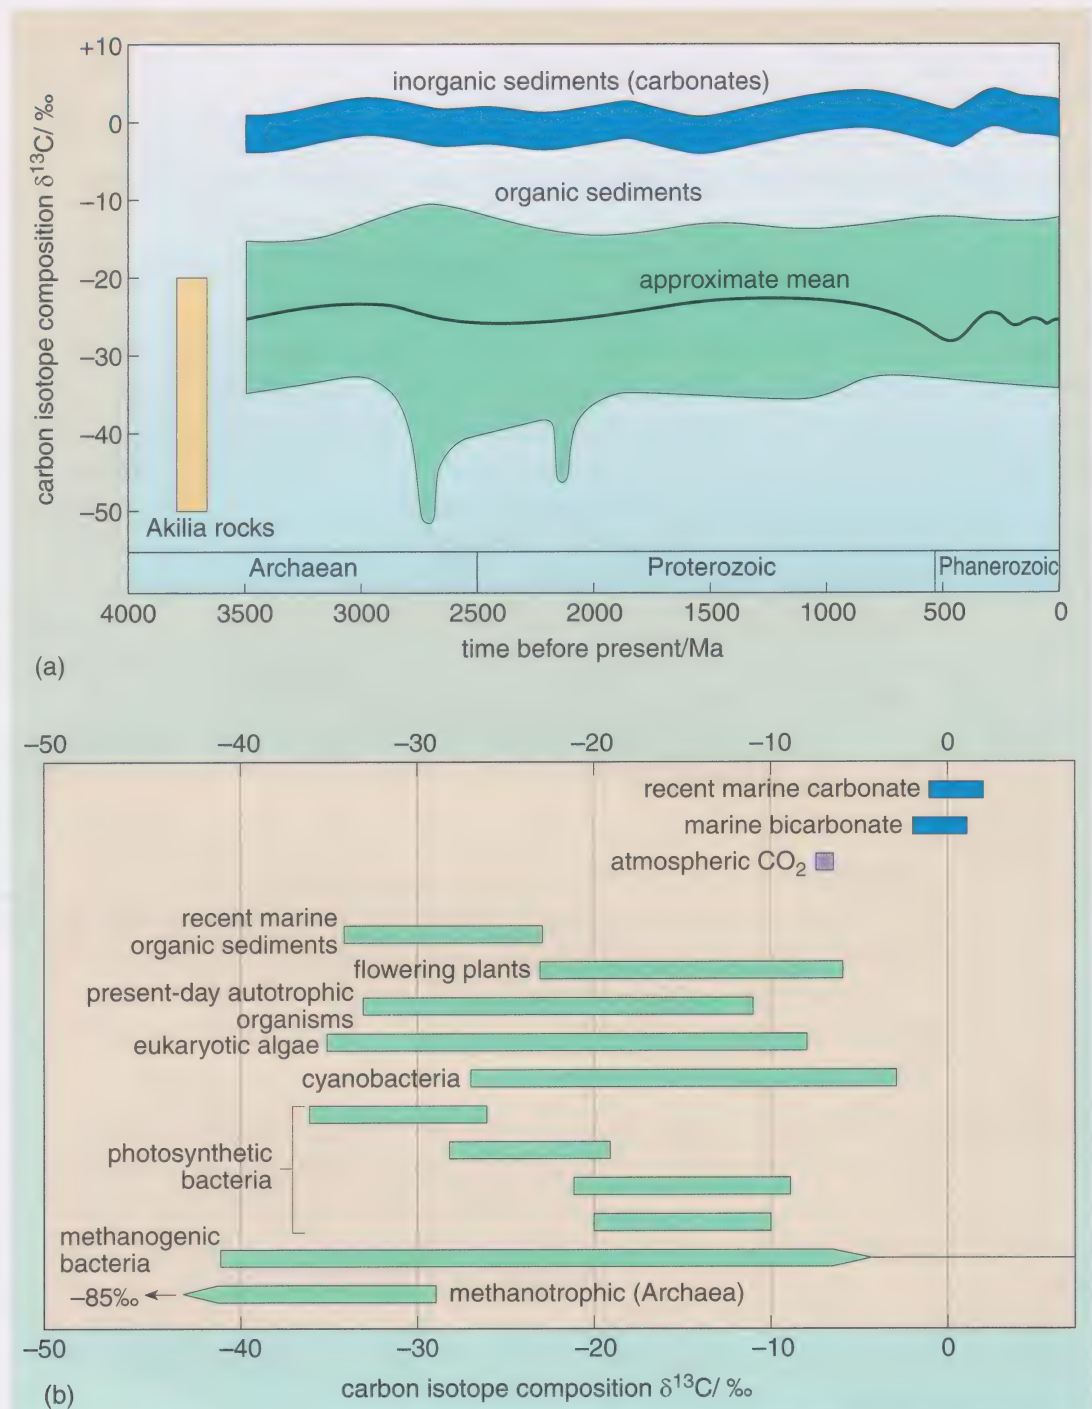 +10
0
−10
−20
−30
−40
−50
carbon isotope composition δ¹³C/ ‰
inorganic sediments (carbonates)
organic sediments
approximate mean
Akilia rocks
Archaean
Proterozoic
Phanerozoic
4000 3500 3000 2500 2000 1500 1000 500 0
time before present/Ma
(a)
−50 −40 −30 −20 −10 0
recent marine carbonate
marine bicarbonate
atmospheric CO₂
recent marine
organic sediments
flowering plants
present-day autotrophic
organisms
eukaryotic algae
cyanobacteria
photosynthetic
bacteria
methanogenic
bacteria
−85‰
methanotrophic (Archaea)
−50 −40 −30 −20 −10 0
carbon isotope composition δ¹³C/ ‰
(b)